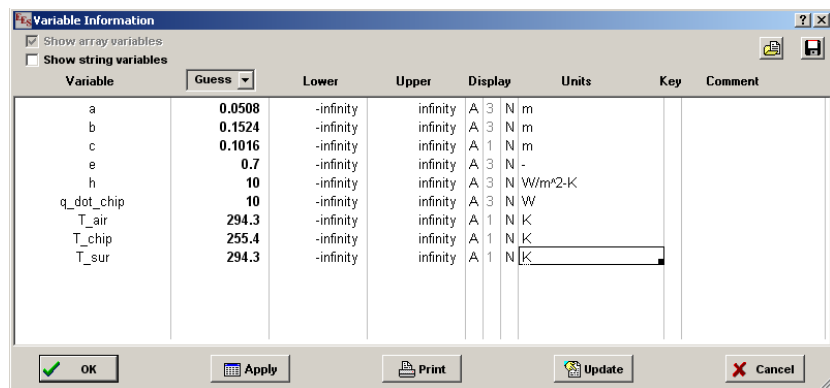 EES Variable Information
Show array variables
Show string variables
Variable Guess Lower Upper Display Units Key Comment
a 0.0508 -infinity infinity A 3 N m
b 0.1524 -infinity infinity A 3 N m
c 0.1016 -infinity infinity A 1 N m
e 0.7 -infinity infinity A 3 N -
h 10 -infinity infinity A 3 N W/m^2-K
q_dot_chip 10 -infinity infinity A 3 N W
T_air 294.3 -infinity infinity A 1 N K
T_chip 255.4 -infinity infinity A 1 N K
T_sur 294.3 -infinity infinity A 1 N K
OK Apply Print Update Cancel